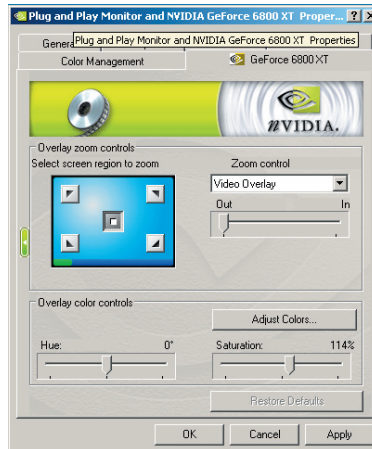 Plug and Play Monitor and NVIDIA GeForce 6800 XT Proper...
Plug and Play Monitor and NVIDIA GeForce 6800 XT Properties
Color Management
GeForce 6800 XT
NVIDIA.
Overlay zoom controls
Select screen region to zoom
Zoom control
Video Overlay
Out In
Overlay color controls
Adjust Colors...
Hue: 0° Saturation: 114%
Restore Defaults
OK Cancel Apply